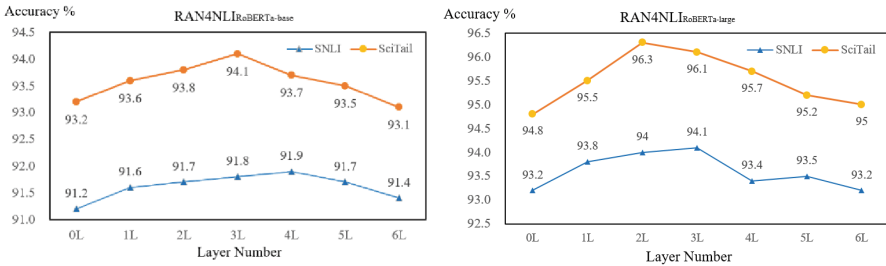 Accuracy %
RAN4NLIRoBERTa-base
SNLI SciTail
94.5
94.0
93.5
93.0
92.5
92.0
91.5
91.0
93.2 93.6 93.8 94.1 93.7 93.5 93.1
91.2 91.6 91.7 91.8 91.9 91.7 91.4
0L 1L 2L 3L 4L 5L 6L
Layer Number
Accuracy %
RAN4NLIRoBERTa-large
SNLI SciTail
96.5
96.0
95.5
95.0
94.5
94.0
93.5
93.0
92.5
94.8 95.5 96.3 96.1 95.7 95.2 95
93.2 93.8 94 94.1 93.4 93.5 93.2
0L 1L 2L 3L 4L 5L 6L
Layer Number